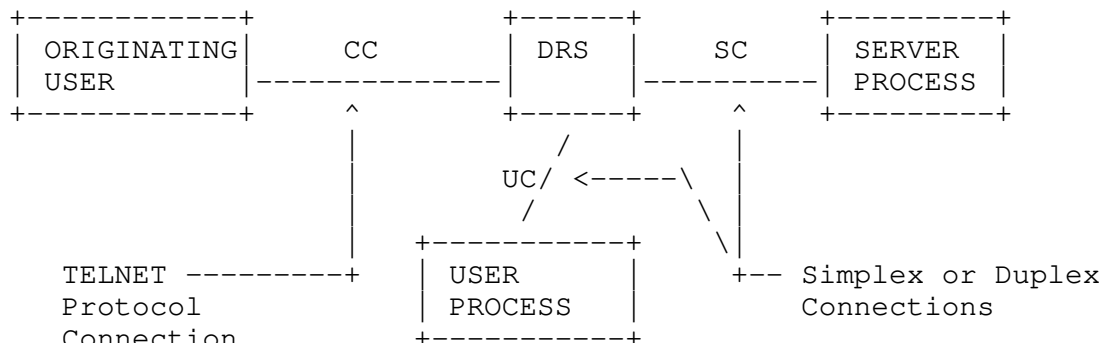 +------------+                +------+           +---------+
| ORIGINATING|      CC        | DRS  |     SC    | SERVER  |
| USER       |----------------|      |-----------| PROCESS |
+------------+      ^         +------+     ^     +---------+
                    |            /         |
                    |         UC/ <-----\  |
                    |          /         \ |
                    |    +-----------+    \|
   TELNET ----------+    | USER      |     +-- Simplex or Duplex
   Protocol              | PROCESS   |         Connections
   Connection            +-----------+